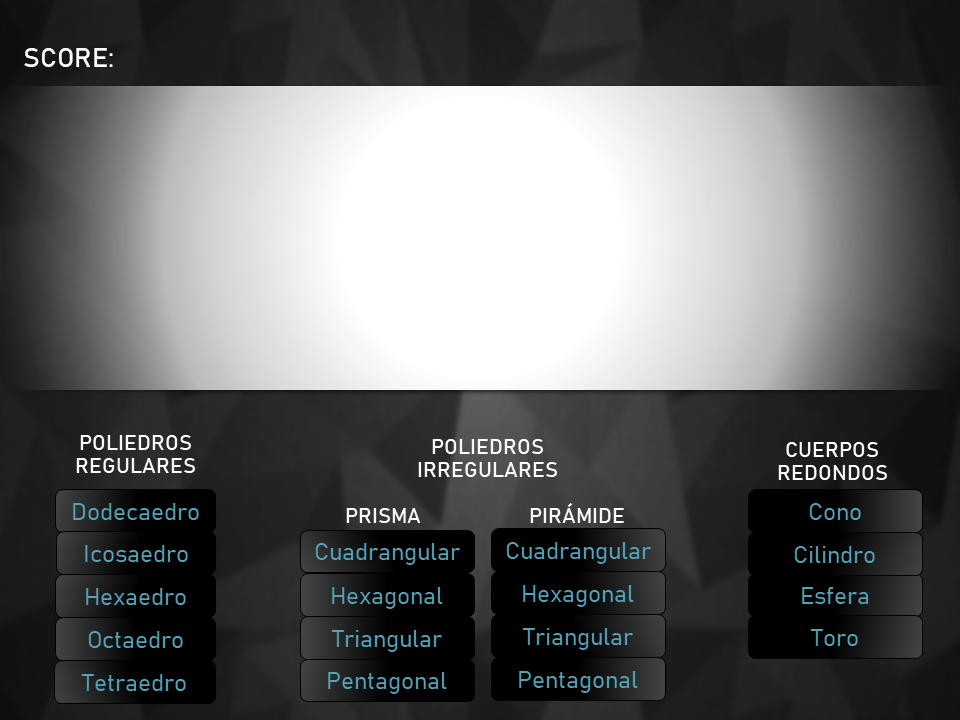 SCORE:
POLIEDROS
REGULARES
Dodecaedro
Icosaedro
Hexaedro
Octaedro
Tetraedro
POLIEDROS
IRREGULARES
PRISMA
Cuadrangular
Hexagonal
Triangular
Pentagonal
PIRÁMIDE
Cuadrangular
Hexagonal
Triangular
Pentagonal
CUERPOS
REDONDOS
Cono
Cilindro
Esfera
Toro